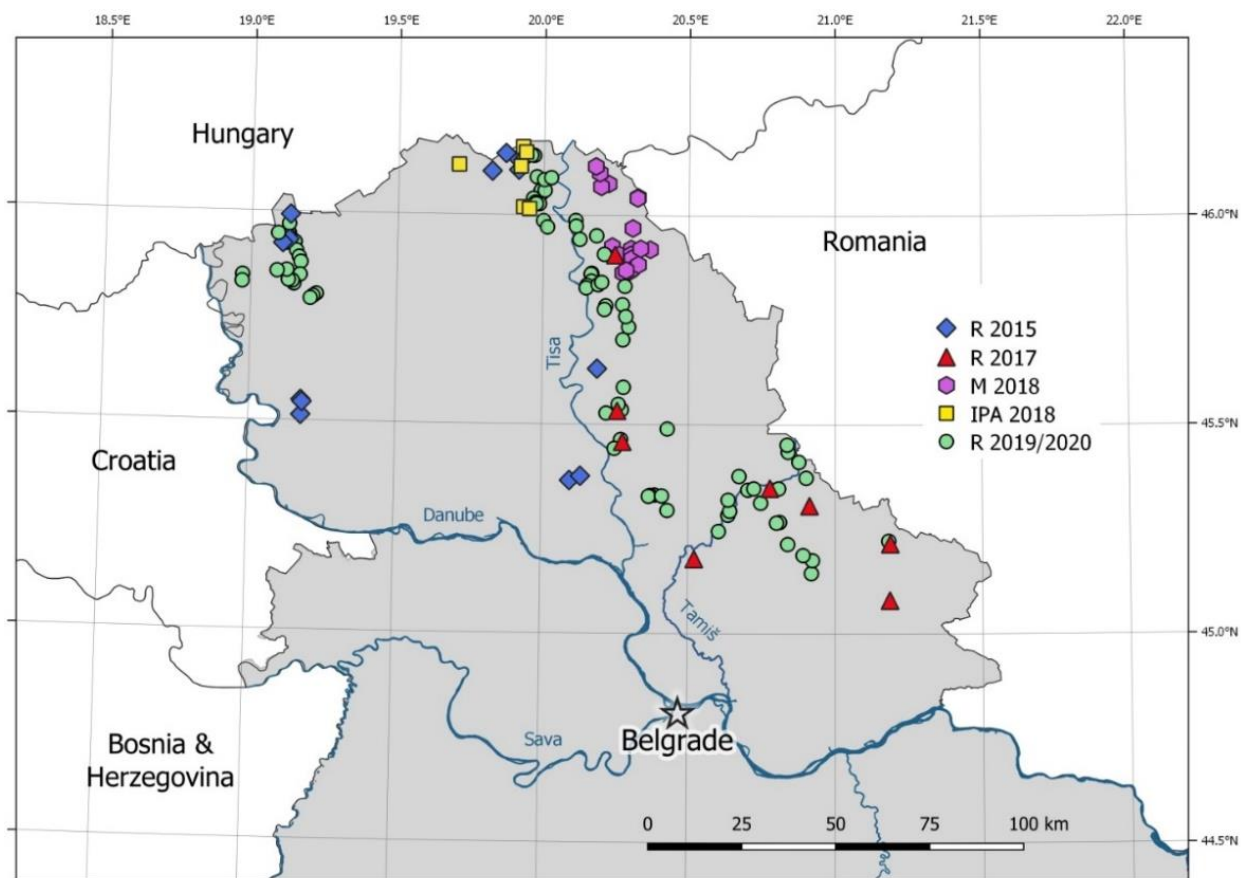 18.5°E
19.0°E
19.5°E
20.0°E
20.5°E
21.0°E
21.5°E
22.0°E
Hungary
46.0°N
Romania
R 2015
R 2017
M 2018
IPA 2018
R 2019/2020
Tisa
45.5°N
Croatia
Danube
Tamiš
45.0°N
Belgrade
Sava
Bosnia &
Herzegovina
0 25 50 75 100 km
44.5°N